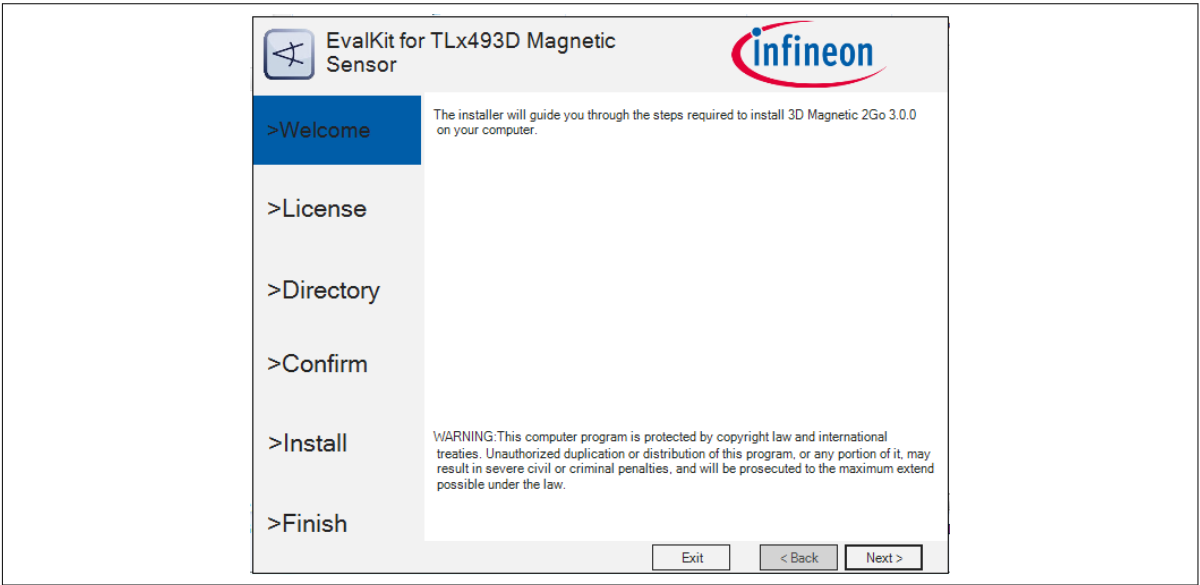 EvalKit for TLx493D Magnetic
Sensor
infineon
>Welcome
>License
>Directory
>Confirm
>Install
>Finish
The installer will guide you through the steps required to install 3D Magnetic 2Go 3.0.0
on your computer.
WARNING:This computer program is protected by copyright law and international
treaties. Unauthorized duplication or distribution of this program, or any portion of it, may
result in severe civil or criminal penalties, and will be prosecuted to the maximum extend
possible under the law.
Exit
< Back
Next >